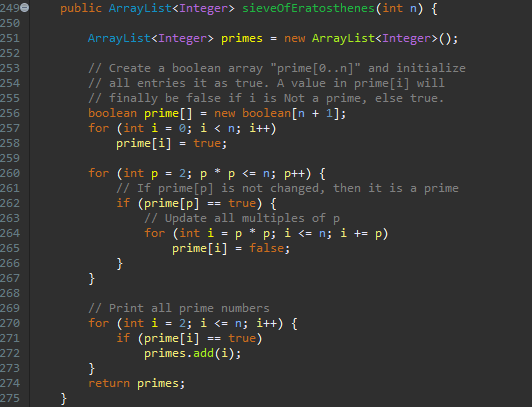 249 public ArrayList<Integer> sieveOfEratosthenes(int n) {
250
251 ArrayList<Integer> primes = new ArrayList<Integer>();
252
253 // Create a boolean array "prime[0..n]" and initialize
254 // all entries it as true. A value in prime[i] will
255 // finally be false if i is Not a prime, else true.
256 boolean prime[] = new boolean[n + 1];
257 for (int i = 0; i < n; i++)
258 prime[i] = true;
259
260 for (int p = 2; p * p <= n; p++) {
261 // If prime[p] is not changed, then it is a prime
262 if (prime[p] == true) {
263 // Update all multiples of p
264 for (int i = p * p; i <= n; i += p)
265 prime[i] = false;
266 }
267 }
268
269 // Print all prime numbers
270 for (int i = 2; i <= n; i++) {
271 if (prime[i] == true)
272 primes.add(i);
273 }
274 return primes;
275 }